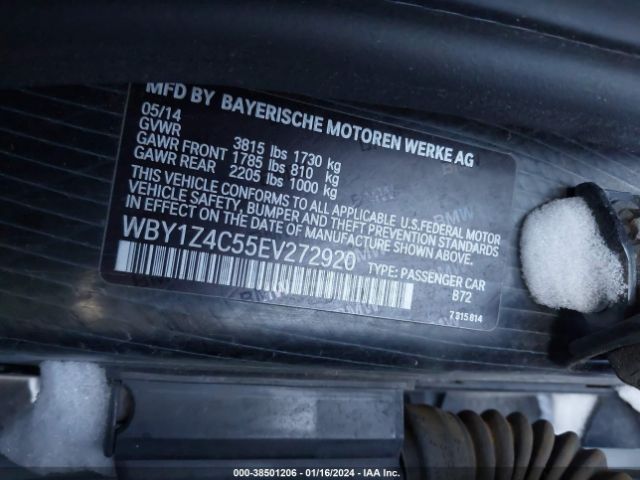 MFD BY BAYERISCHE MOTOREN WERKE AG
05/14
GVWR 3815 lbs 1730 kg
GAWR FRONT 1785 lbs 810 kg
GAWR REAR 2205 lbs 1000 kg
THIS VEHICLE CONFORMS TO ALL APPLICABLE U.S.FEDERAL MOTOR
VEHICLE SAFETY, BUMPER AND THEFT PREVENTION STANDARDS
IN EFFECT ON THE DATE OF MANUFACTURE SHOWN ABOVE.
WBY1Z4C55EV272920
TYPE: PASSENGER CAR
B72
7 315 814
000-38501206 - 01/16/2024 - IAA Inc.